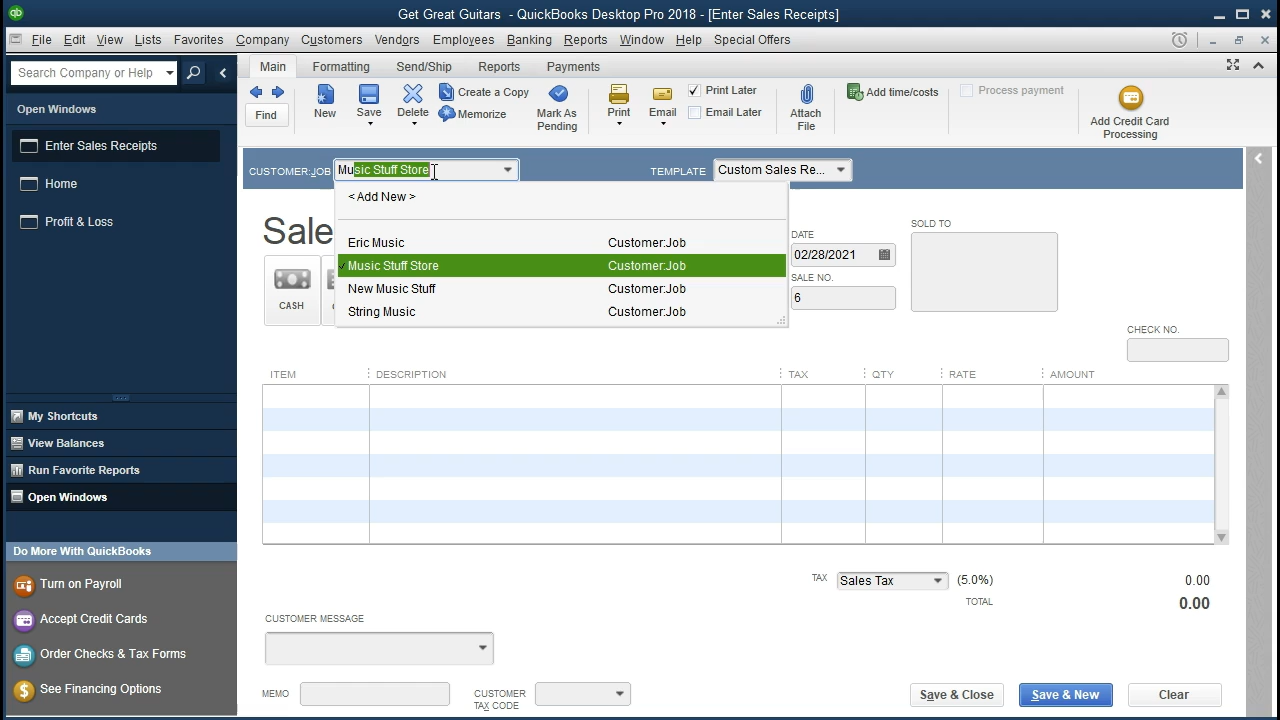 Get Great Guitars - QuickBooks Desktop Pro 2018 - [Enter Sales Receipts]
File Edit View Lists Favorites Company Customers Vendors Employees Banking Reports Window Help Special Offers
Search Company or Help
Main Formatting Send/Ship Reports Payments
Find
New
Save
Delete
Create a Copy
Memorize
Mark As
Pending
Print
Email
Print Later
Email Later
Attach
File
Add time/costs
Process payment
Add Credit Card
Processing
Open Windows
Enter Sales Receipts
Home
Profit & Loss
My Shortcuts
View Balances
Run Favorite Reports
Open Windows
Do More With QuickBooks
Turn on Payroll
Accept Credit Cards
Order Checks & Tax Forms
See Financing Options
CUSTOMER:JOB Music Stuff Store TEMPLATE Custom Sales Re...
< Add New >
Eric Music Customer:Job
Music Stuff Store Customer:Job
New Music Stuff Customer:Job
String Music Customer:Job
Sale
CASH
DATE
02/28/2021
SALE NO.
6
SOLD TO
CHECK NO.
ITEM DESCRIPTION TAX QTY RATE AMOUNT
TAX Sales Tax (5.0%) 0.00
TOTAL 0.00
CUSTOMER MESSAGE
MEMO
CUSTOMER
TAX CODE
Save & Close Save & New Clear